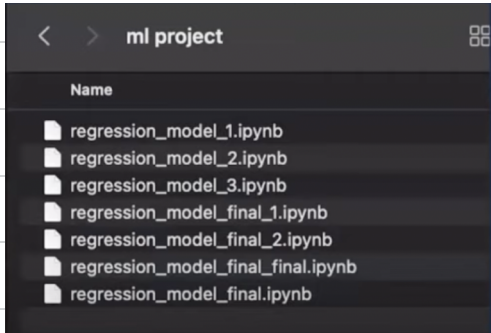 ml project
Name
regression_model_1.ipynb
regression_model_2.ipynb
regression_model_3.ipynb
regression_model_final_1.ipynb
regression_model_final_2.ipynb
regression_model_final_final.ipynb
regression_model_final.ipynb